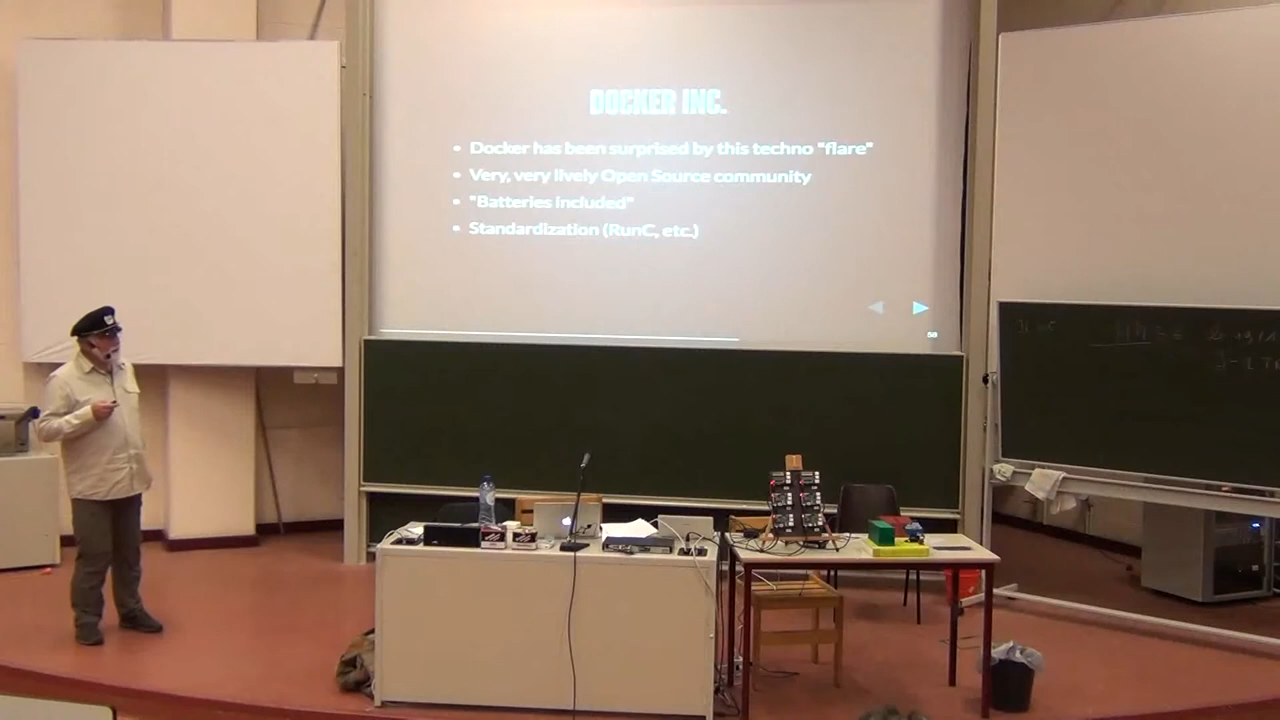 DOCKER INC.
• Docker has been surprised by this techno "flare"
• Very, very lively Open Source community
• "Batteries included"
• Standardization (RunC, etc.)